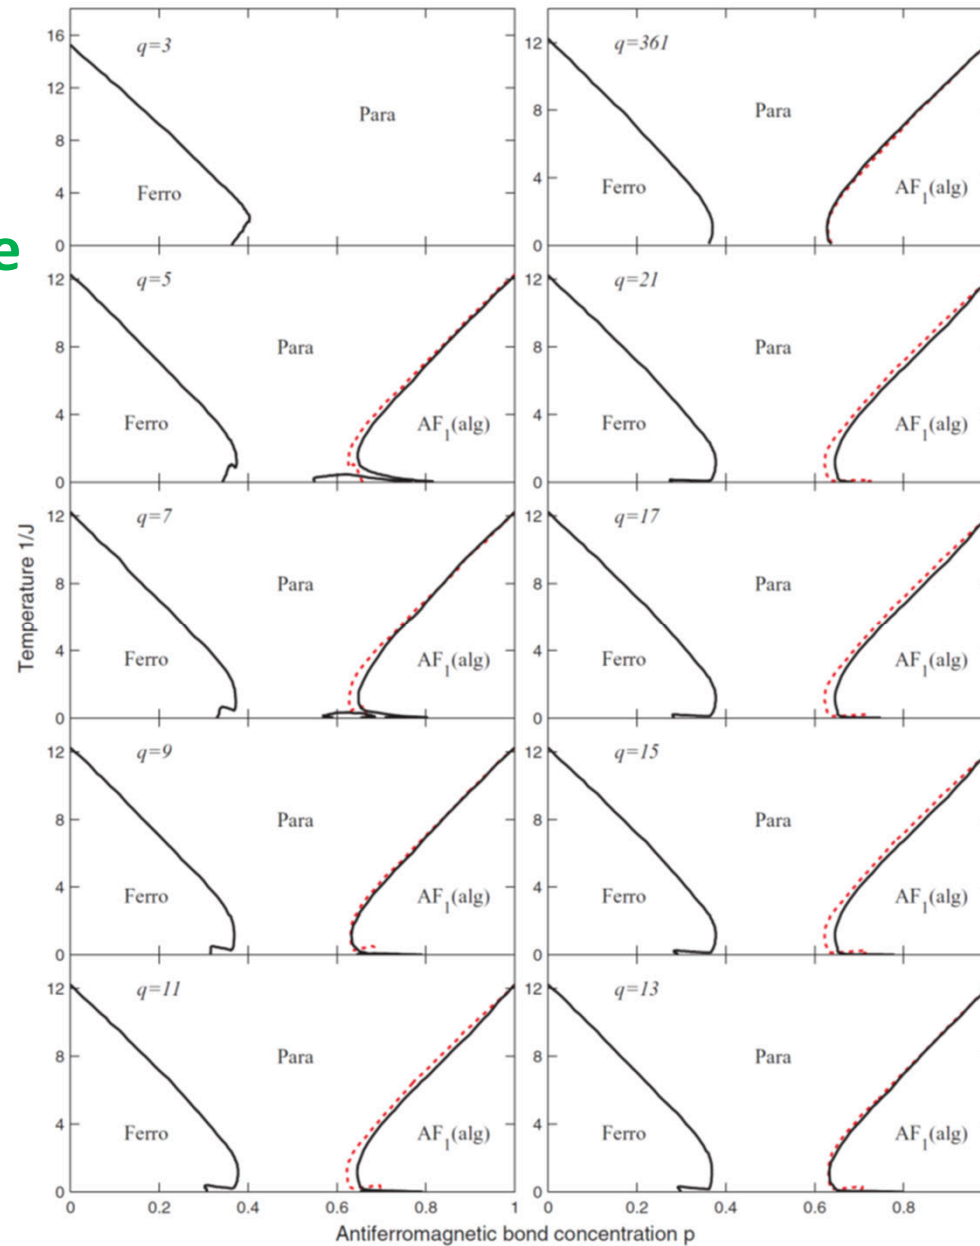 e
16
12
8
4
0
q=3
Ferro
Para
12
8
4
0
q=361
Ferro
Para
AF1(alg)
12
8
4
0
q=5
Ferro
Para
AF1(alg)
12
8
4
0
q=21
Ferro
Para
AF1(alg)
12
8
4
0
q=7
Ferro
Para
AF1(alg)
12
8
4
0
q=17
Ferro
Para
AF1(alg)
12
8
4
0
q=9
Ferro
Para
AF1(alg)
12
8
4
0
q=15
Ferro
Para
AF1(alg)
12
8
4
0
q=11
Ferro
Para
AF1(alg)
0 0.2 0.4 0.6 0.8 1
12
8
4
0
q=13
Ferro
Para
AF1(alg)
0 0.2 0.4 0.6 0.8
Temperature 1/J
Antiferromagnetic bond concentration p